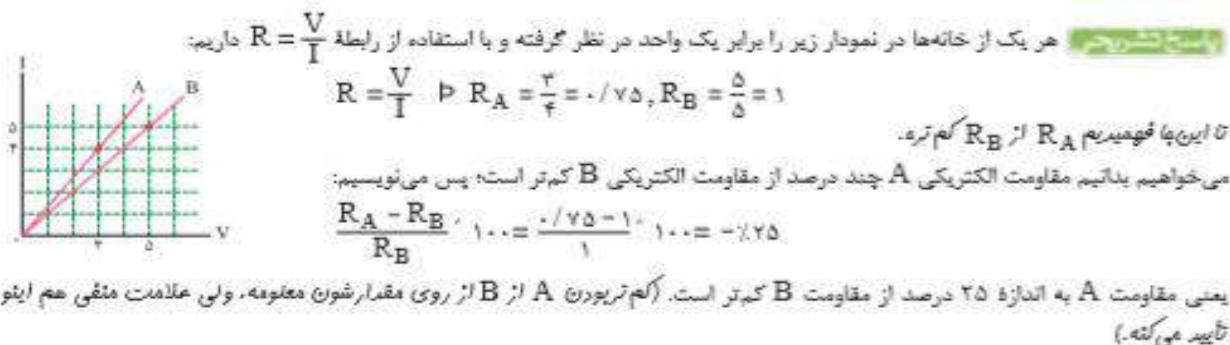 پاسخ تشریحی هر یک از خانه‌ها در نمودار زیر را برابر یک واحد در نظر گرفته و با استفاده از رابطهٔ R = V/I داریم:
R = V/I Þ R_A = ۳/۴ = ۰/۷۵, R_B = ۵/۵ = ۱
تا این‌جا فهمیدیم R_A از R_B کم‌تره.
می‌خواهیم بدانیم مقاومت الکتریکی A چند درصد از مقاومت الکتریکی B کم‌تر است؛ پس می‌نویسیم:
(R_A − R_B)/R_B ´ ۱۰۰ = (۰/۷۵ − ۱)/۱ ´ ۱۰۰ = −٪۲۵
یعنی مقاومت A به اندازهٔ ۲۵ درصد از مقاومت B کم‌تر است. (کم‌تربودن A از B از روی مقدارشون معلومه، ولی علامت منفی هم اینو
تأیید می‌کنه.)
I
A
B
۵
۴
۰
۳
۵
V